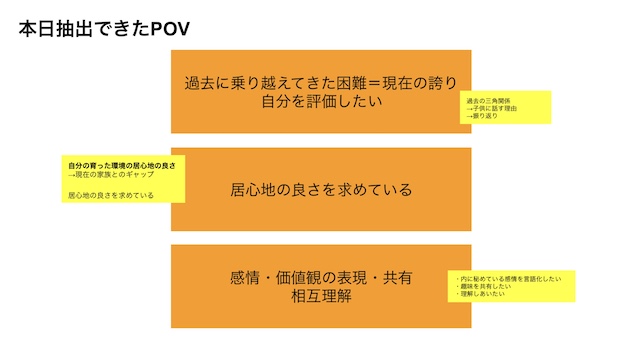 本日抽出できたPOV
過去に乗り越えてきた困難＝現在の誇り
自分を評価したい
過去の三角関係
→子供に話す理由
→振り返り
自分の育った環境の居心地の良さ
→現在の家族とのギャップ
居心地の良さを求めている
居心地の良さを求めている
感情・価値観の表現・共有
相互理解
・内に秘めている感情を言語化したい
・趣味を共有したい
・理解しあいたい